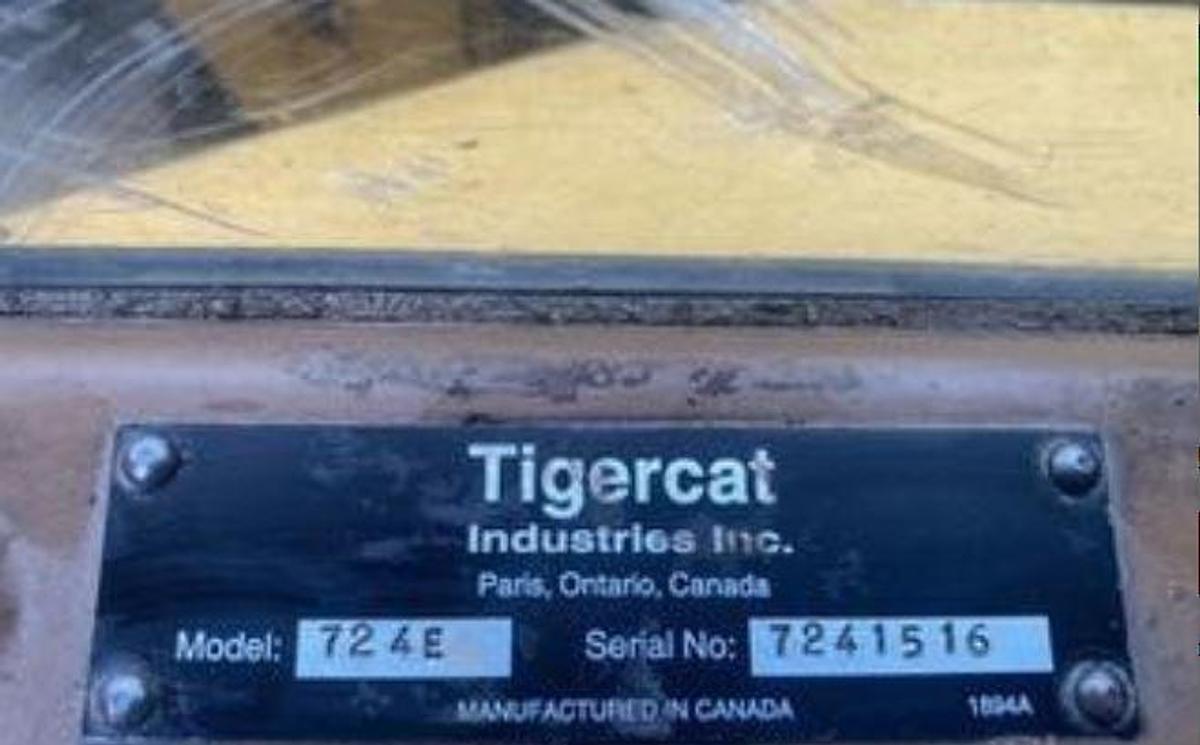 Tigercat
Industries Inc.
Paris, Ontario, Canada
Model: 724E Serial No: 7241516
MANUFACTURED IN CANADA 1894A